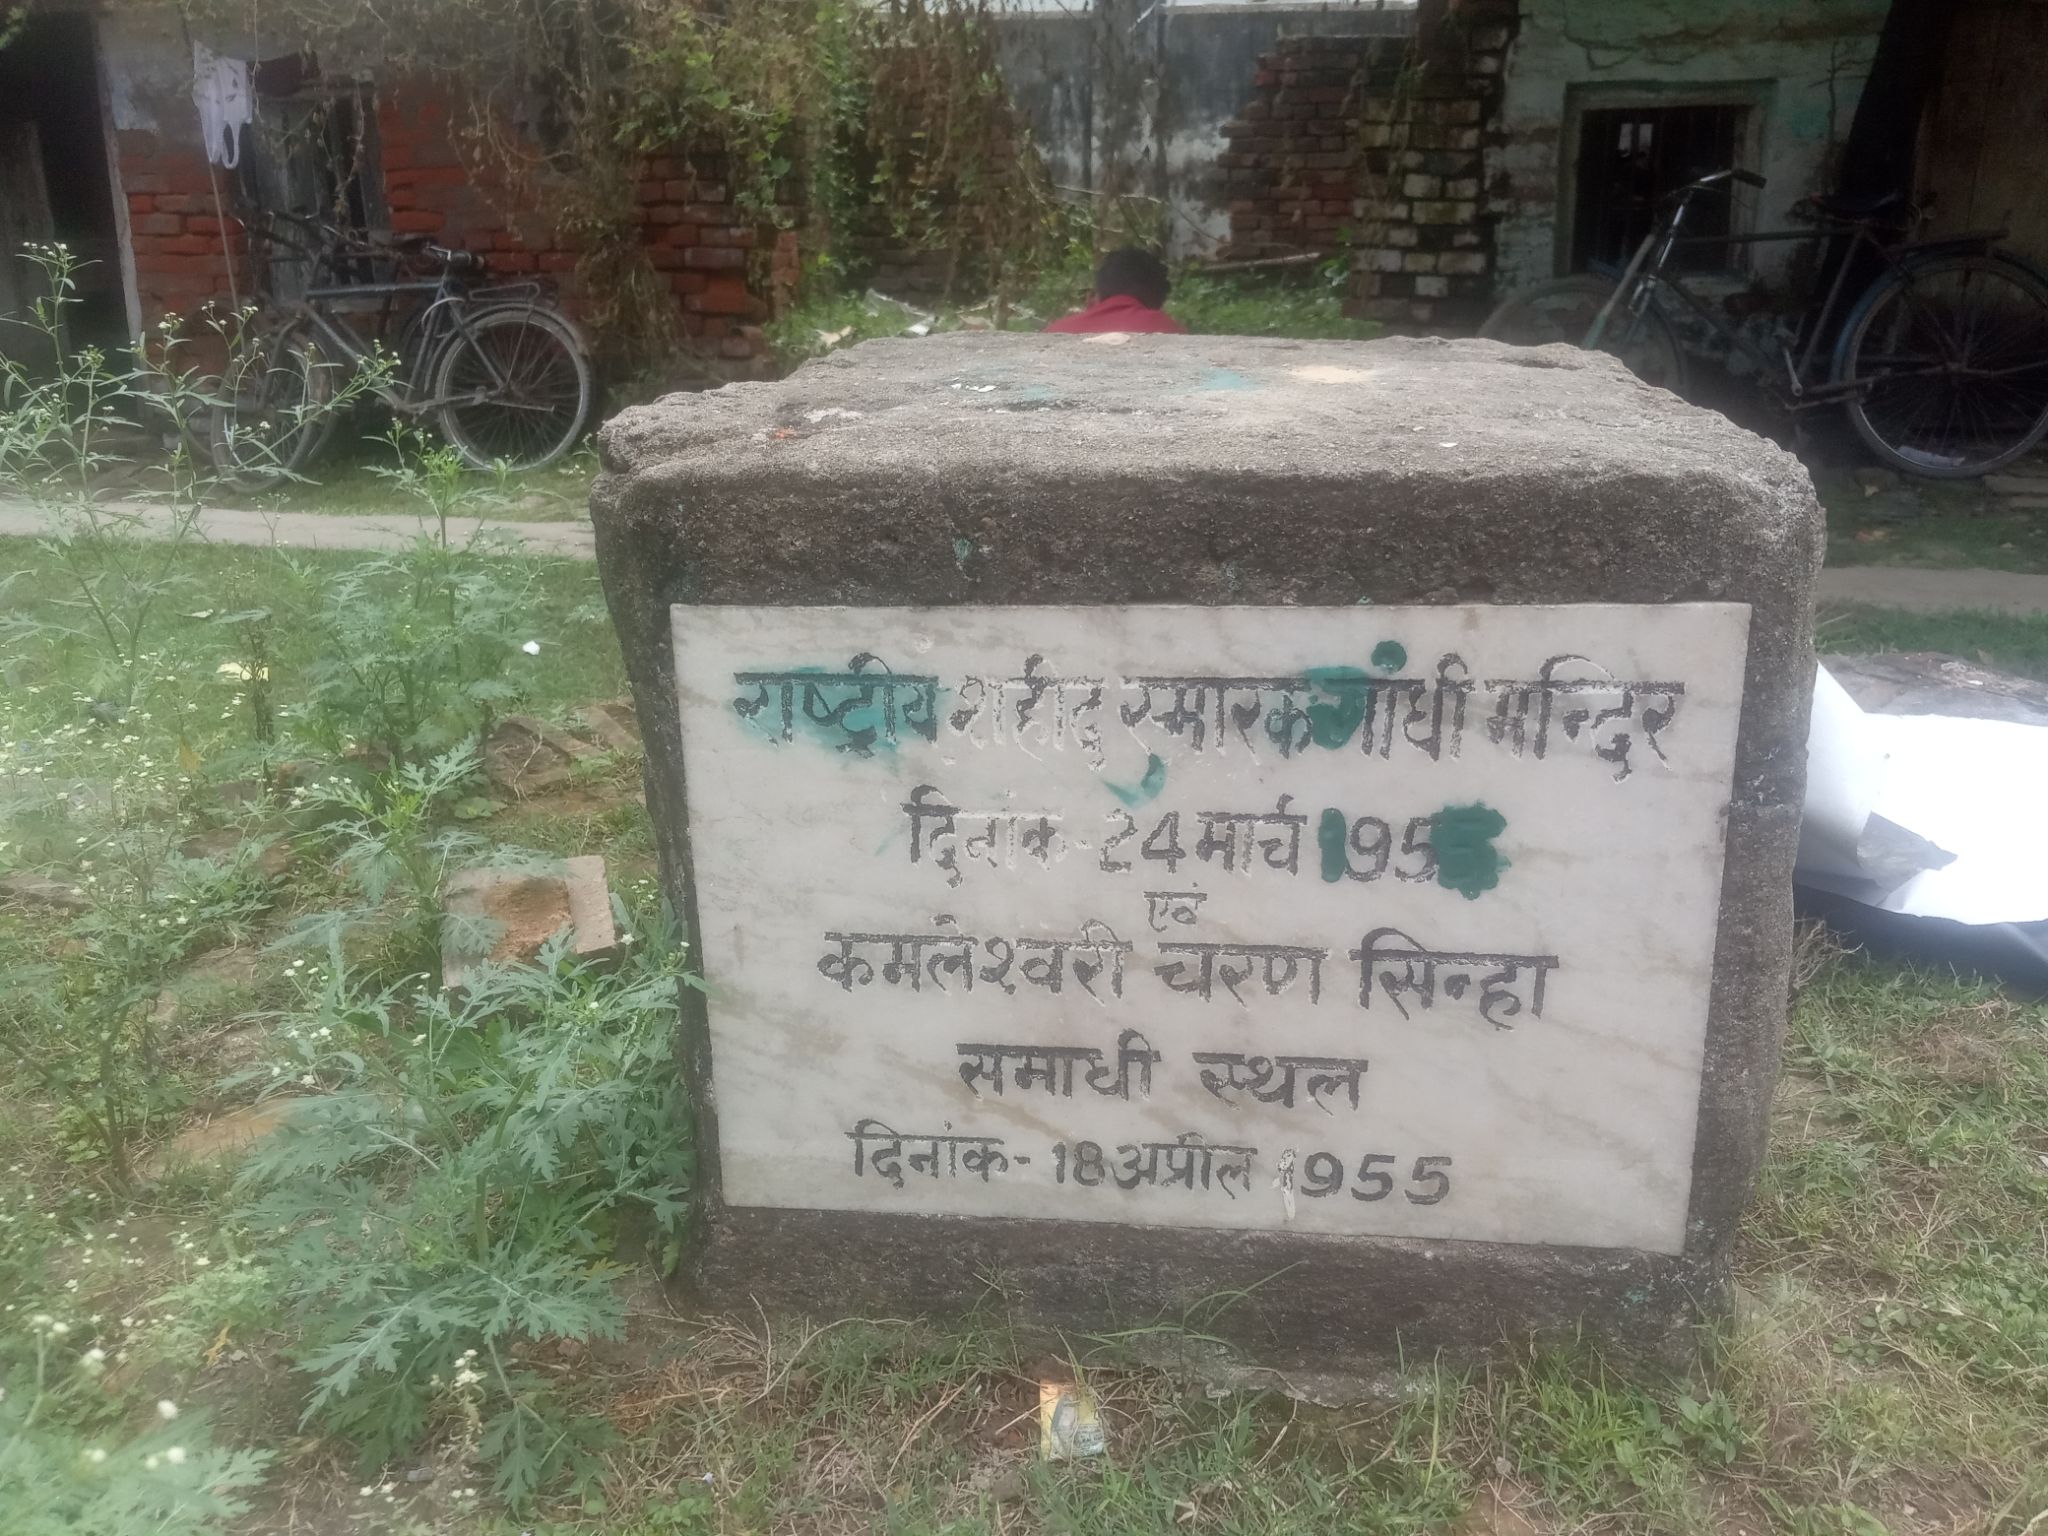 राष्ट्रीय शहीद स्मारक गांधी मन्दिर
दिनांक - 24 मार्च
एवं
कमलेश्वरी चरण सिन्हा
समाधी स्थल
दिनांक - 18 अप्रील 1955